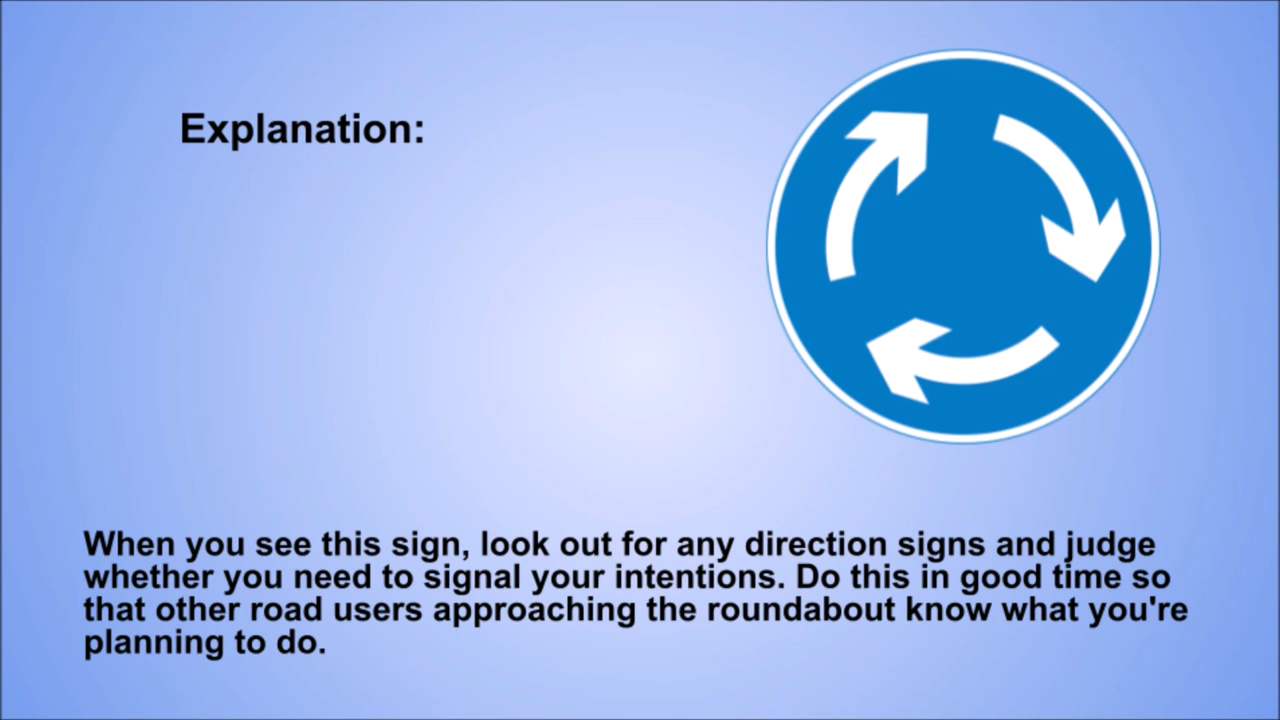 Explanation:
When you see this sign, look out for any direction signs and judge
whether you need to signal your intentions. Do this in good time so
that other road users approaching the roundabout know what you're
planning to do.